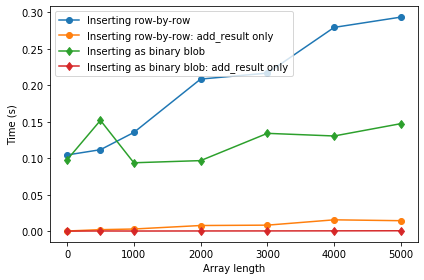 Inserting row-by-row
Inserting row-by-row: add_result only
Inserting as binary blob
Inserting as binary blob: add_result only
0.30
0.25
0.20
0.15
0.10
0.05
0.00
Time (s)
0 1000 2000 3000 4000 5000
Array length